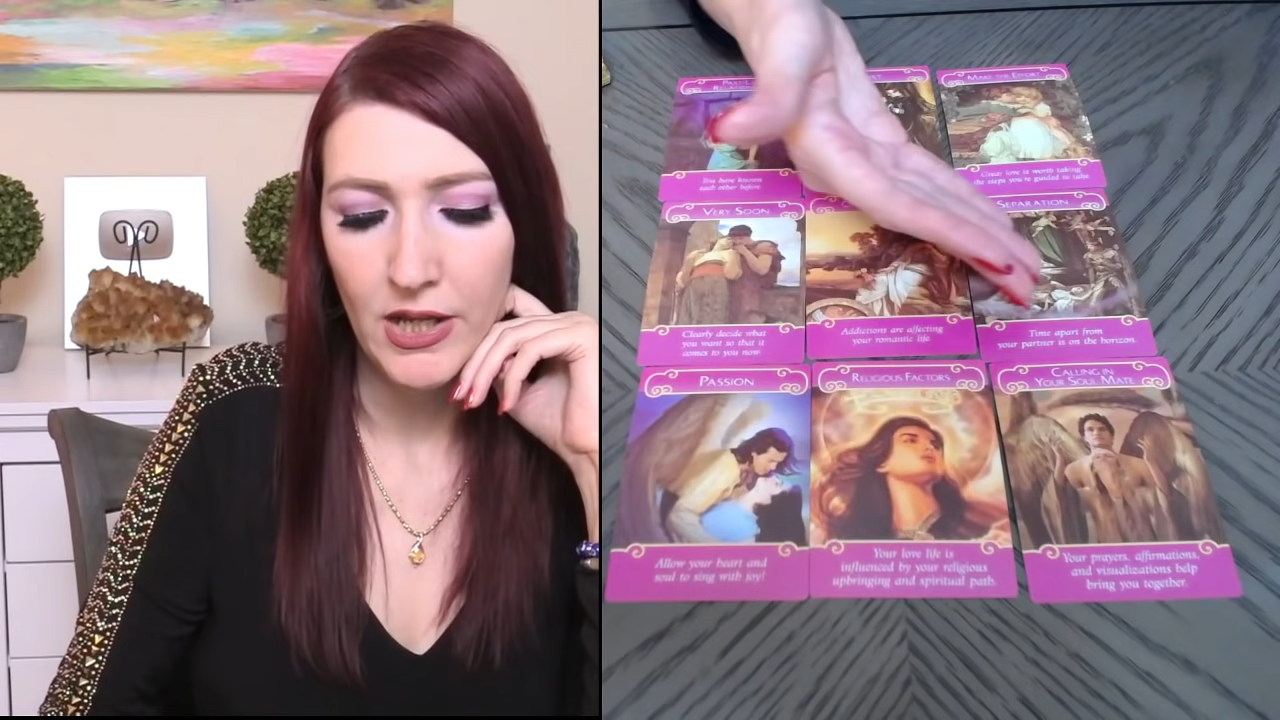 Make the Effort
You have known
each other before.
Great love is worth taking
the steps you're guided to take.
Very Soon
Separation
Clearly decide what
you want so that it
comes to you now.
Addictions are affecting
your romantic life.
Time apart from
your partner is on the horizon.
Passion
Religious Factors
Calling in
Your Soul Mate
Allow your heart and
soul to sing with joy!
Your love life is
influenced by your religious
upbringing and spiritual path.
Your prayers, affirmations,
and visualizations help
bring you together.